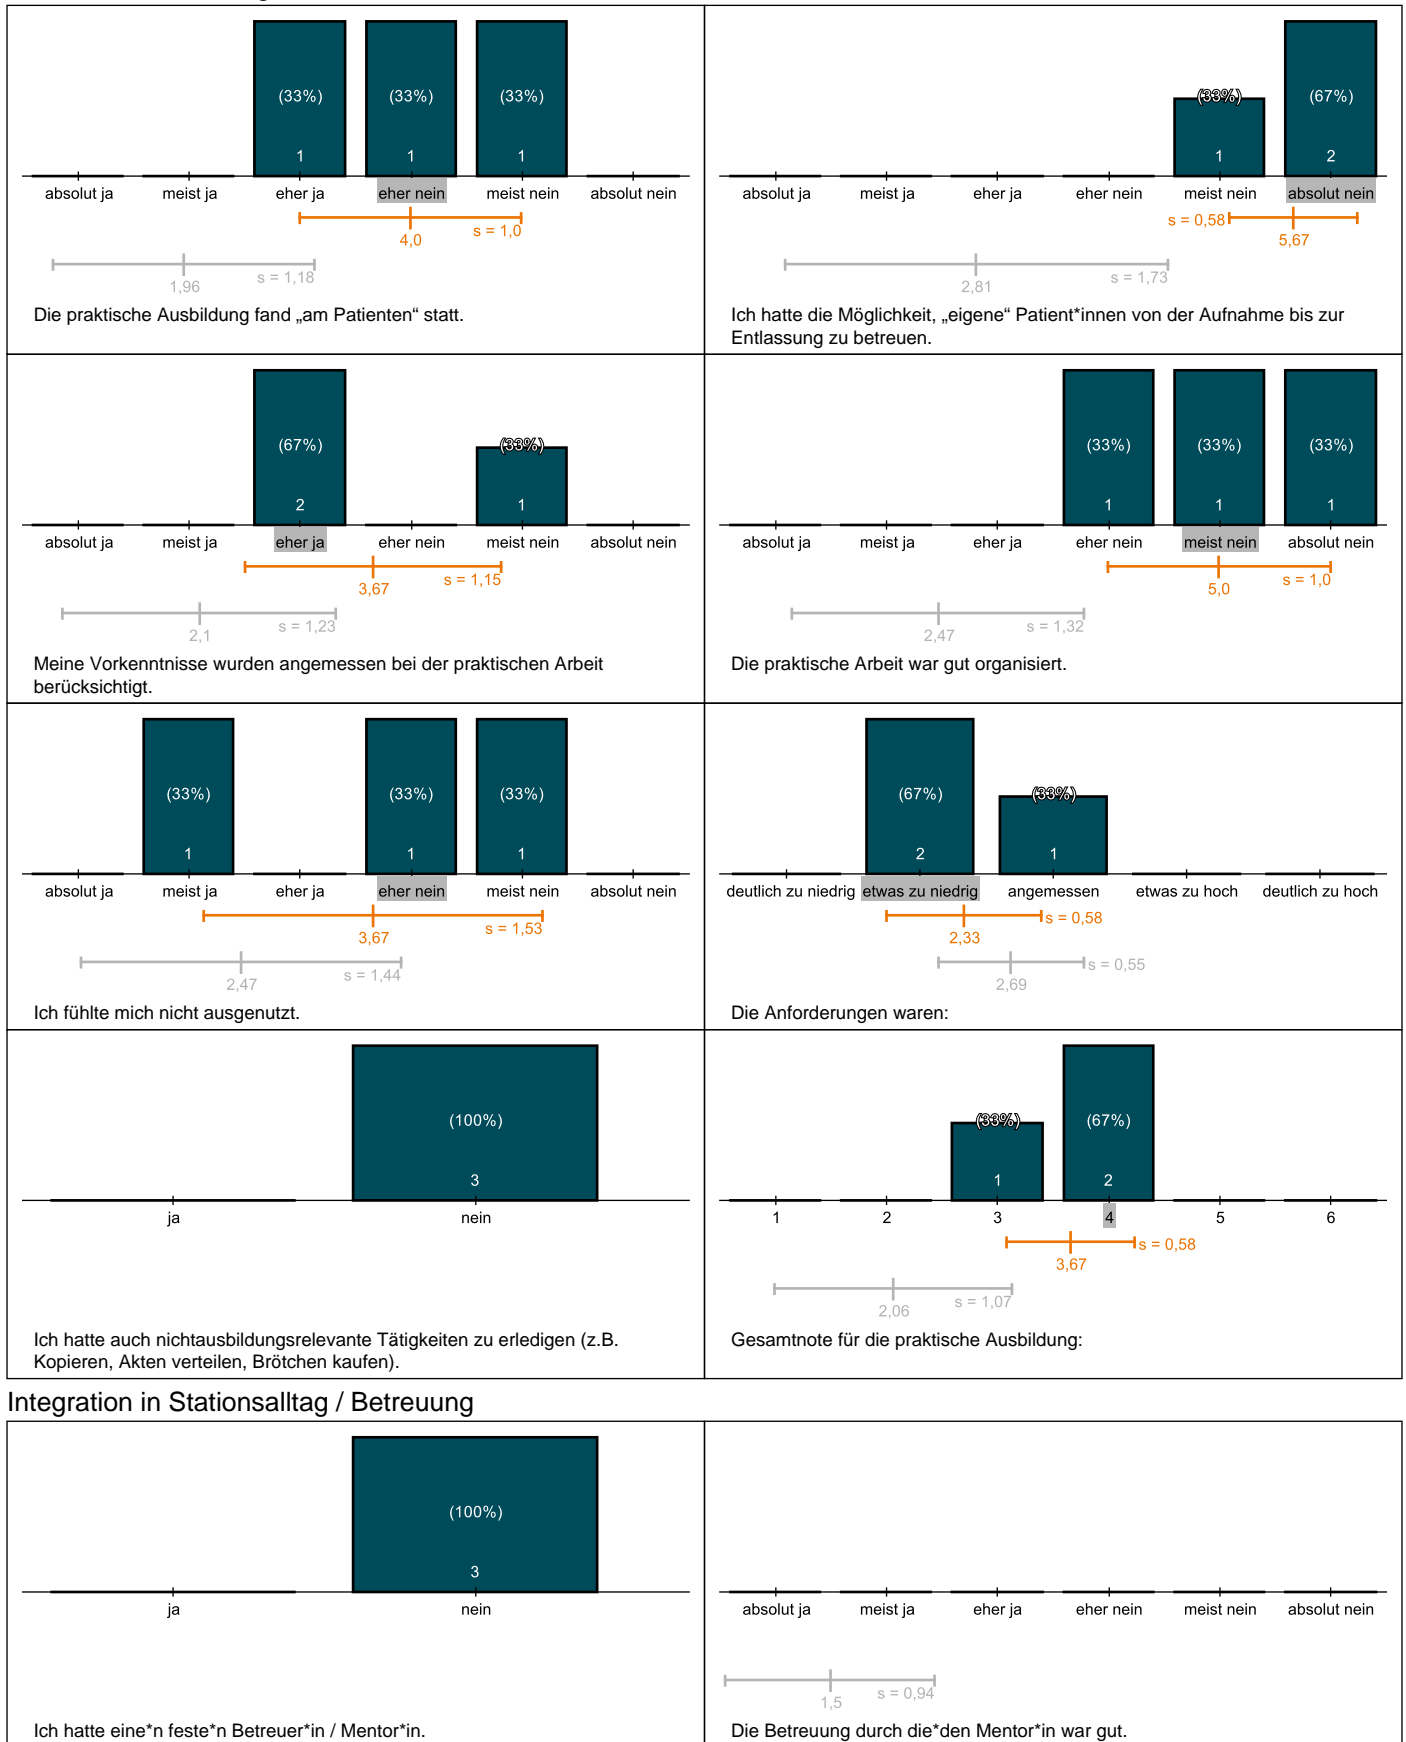 (33%)
(33%)
(33%)
1
1
1
absolut ja
meist ja
eher ja
eher nein
meist nein
absolut nein
s = 1,0
4,0
s = 1,18
1,96
Die praktische Ausbildung fand „am Patienten“ statt.
(33%)
(67%)
1
2
absolut ja
meist ja
eher ja
eher nein
meist nein
absolut nein
s = 0,58
5,67
s = 1,73
2,81
Ich hatte die Möglichkeit, „eigene“ Patient*innen von der Aufnahme bis zur
Entlassung zu betreuen.
(67%)
(33%)
2
1
absolut ja
meist ja
eher ja
eher nein
meist nein
absolut nein
s = 1,15
3,67
s = 1,23
2,1
Meine Vorkenntnisse wurden angemessen bei der praktischen Arbeit
berücksichtigt.
(33%)
(33%)
(33%)
1
1
1
absolut ja
meist ja
eher ja
eher nein
meist nein
absolut nein
s = 1,0
5,0
s = 1,32
2,47
Die praktische Arbeit war gut organisiert.
(33%)
(33%)
(33%)
1
1
1
absolut ja
meist ja
eher ja
eher nein
meist nein
absolut nein
s = 1,53
3,67
s = 1,44
2,47
Ich fühlte mich nicht ausgenutzt.
(67%)
(33%)
2
1
deutlich zu niedrig
etwas zu niedrig
angemessen
etwas zu hoch
deutlich zu hoch
s = 0,58
2,33
s = 0,55
2,69
Die Anforderungen waren:
(100%)
3
ja
nein
Ich hatte auch nichtausbildungsrelevante Tätigkeiten zu erledigen (z.B.
Kopieren, Akten verteilen, Brötchen kaufen).
(33%)
(67%)
1
2
1
2
3
4
5
6
s = 0,58
3,67
s = 1,07
2,06
Gesamtnote für die praktische Ausbildung:
Integration in Stationsalltag / Betreuung
(100%)
3
ja
nein
Ich hatte eine*n feste*n Betreuer*in / Mentor*in.
absolut ja
meist ja
eher ja
eher nein
meist nein
absolut nein
s = 0,94
1,5
Die Betreuung durch die*den Mentor*in war gut.